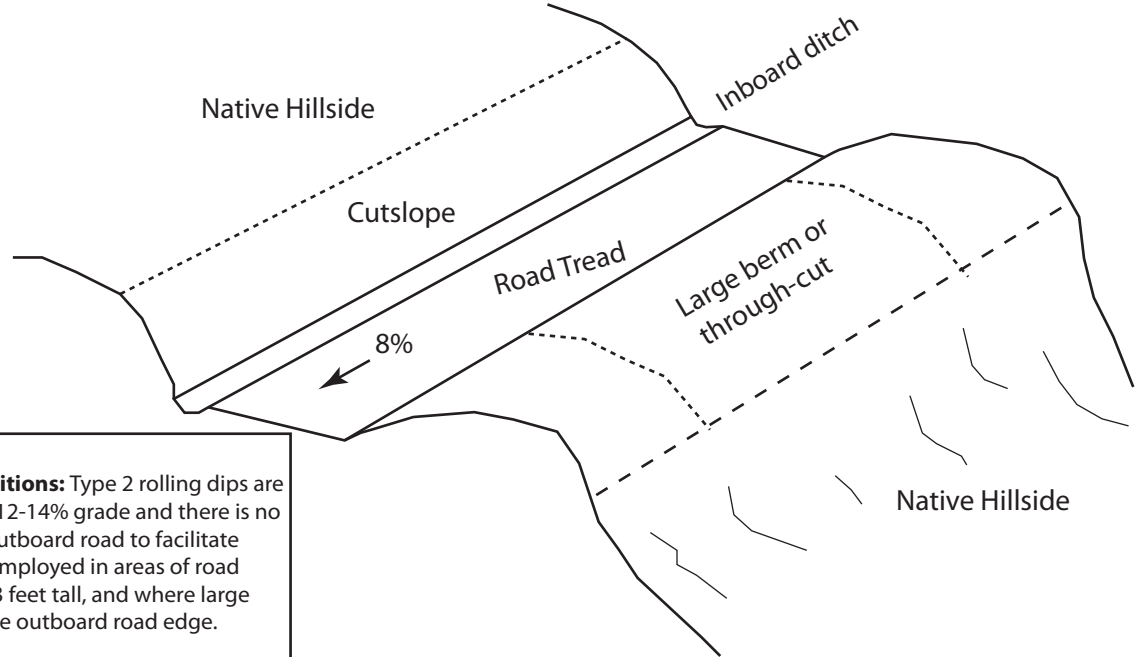 Inboard ditch
Native Hillside
Cutslope
Road Tread
Large berm or
through-cut
8%
Native Hillside
itions: Type 2 rolling dips are
12-14% grade and there is no
utboard road to facilitate
mployed in areas of road
3 feet tall, and where large
e outboard road edge.